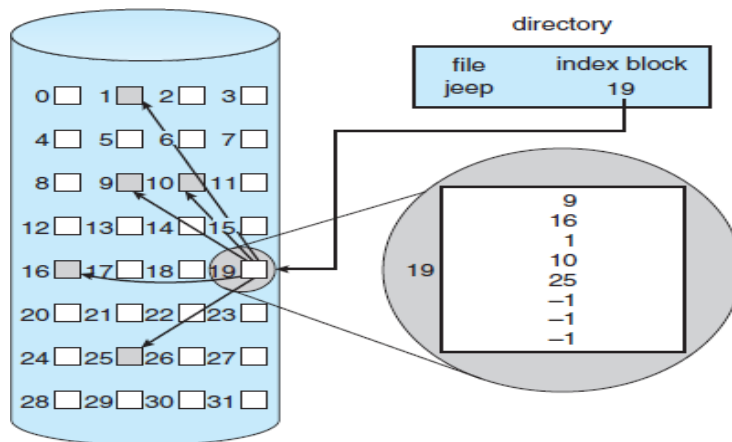 directory
file index block
jeep 19
0 1 2 3
4 5 6 7
8 9 10 11
12 13 14 15
16 17 18 19
20 21 22 23
24 25 26 27
28 29 30 31
19
9
16
1
10
25
–1
–1
–1